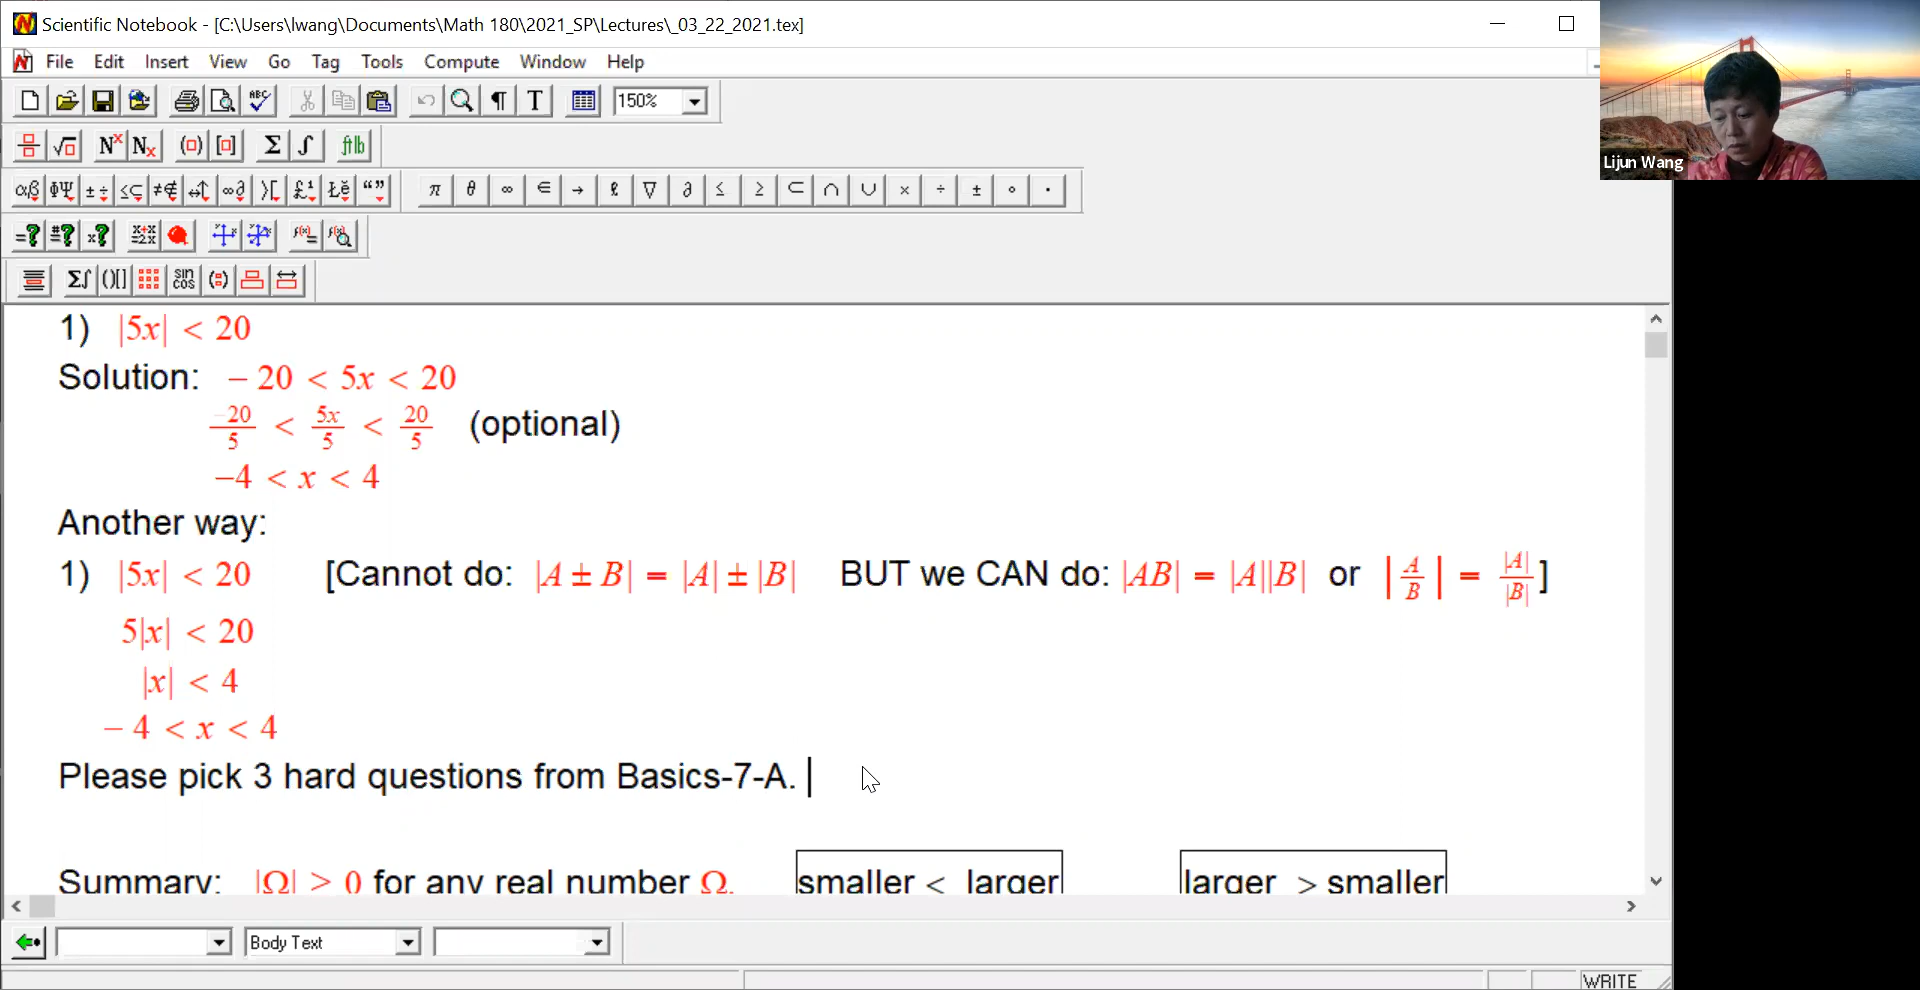 Scientific Notebook - [C:\Users\lwang\Documents\Math 180\2021_SP\Lectures\_03_22_2021.tex]
File Edit Insert View Go Tag Tools Compute Window Help
150%
Lijun Wang
1) |5x| < 20
Solution: −20 < 5x < 20
−20/5 < 5x/5 < 20/5 (optional)
−4 < x < 4
Another way:
1) |5x| < 20 [Cannot do: |A ± B| = |A| ± |B| BUT we CAN do: |AB| = |A||B| or |A/B| = |A|/|B| ]
5|x| < 20
|x| < 4
−4 < x < 4
Please pick 3 hard questions from Basics-7-A.
Summary: |Ω| > 0 for any real number Ω. smaller < larger larger > smaller
Body Text
WRITE